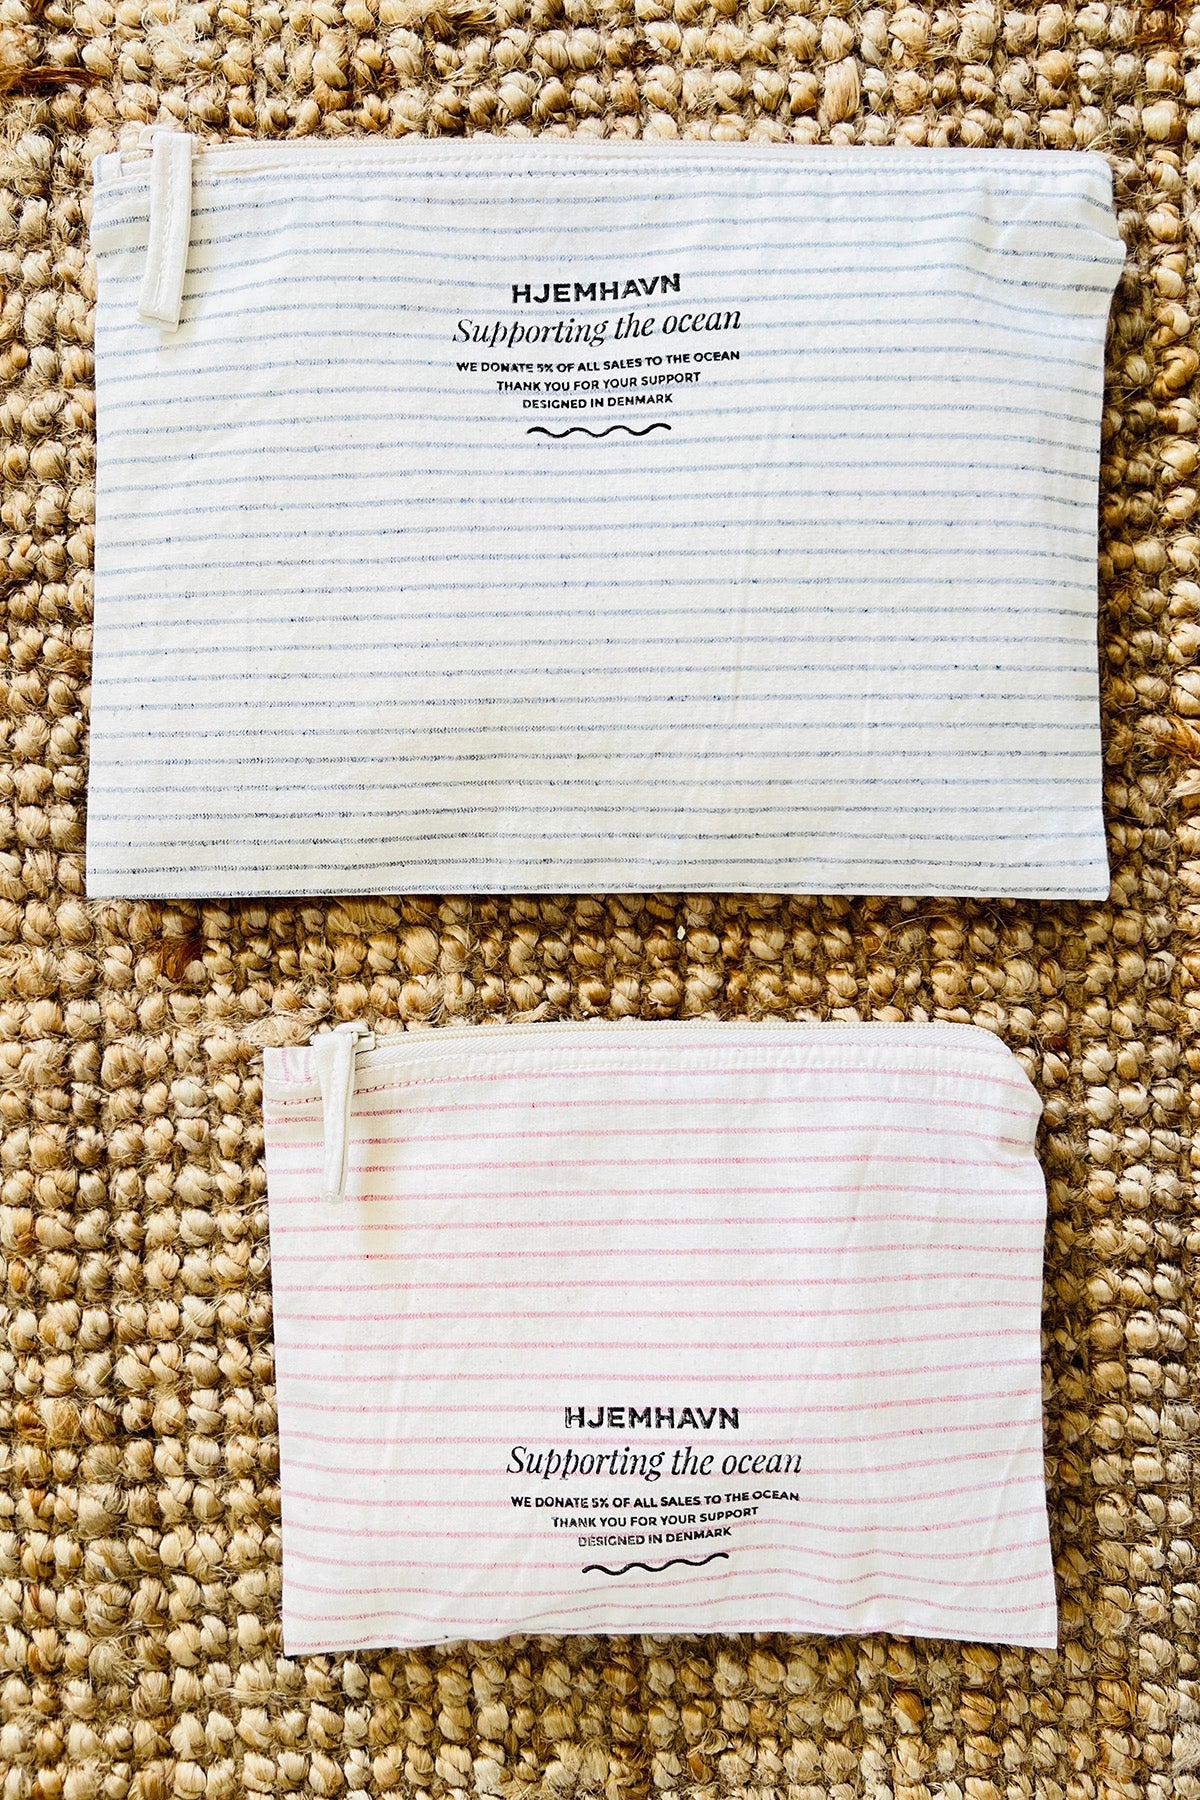 HJEMHAVN
Supporting the ocean
WE DONATE 5% OF ALL SALES TO THE OCEAN
THANK YOU FOR YOUR SUPPORT
DESIGNED IN DENMARK
HJEMHAVN
Supporting the ocean
WE DONATE 5% OF ALL SALES TO THE OCEAN
THANK YOU FOR YOUR SUPPORT
DESIGNED IN DENMARK